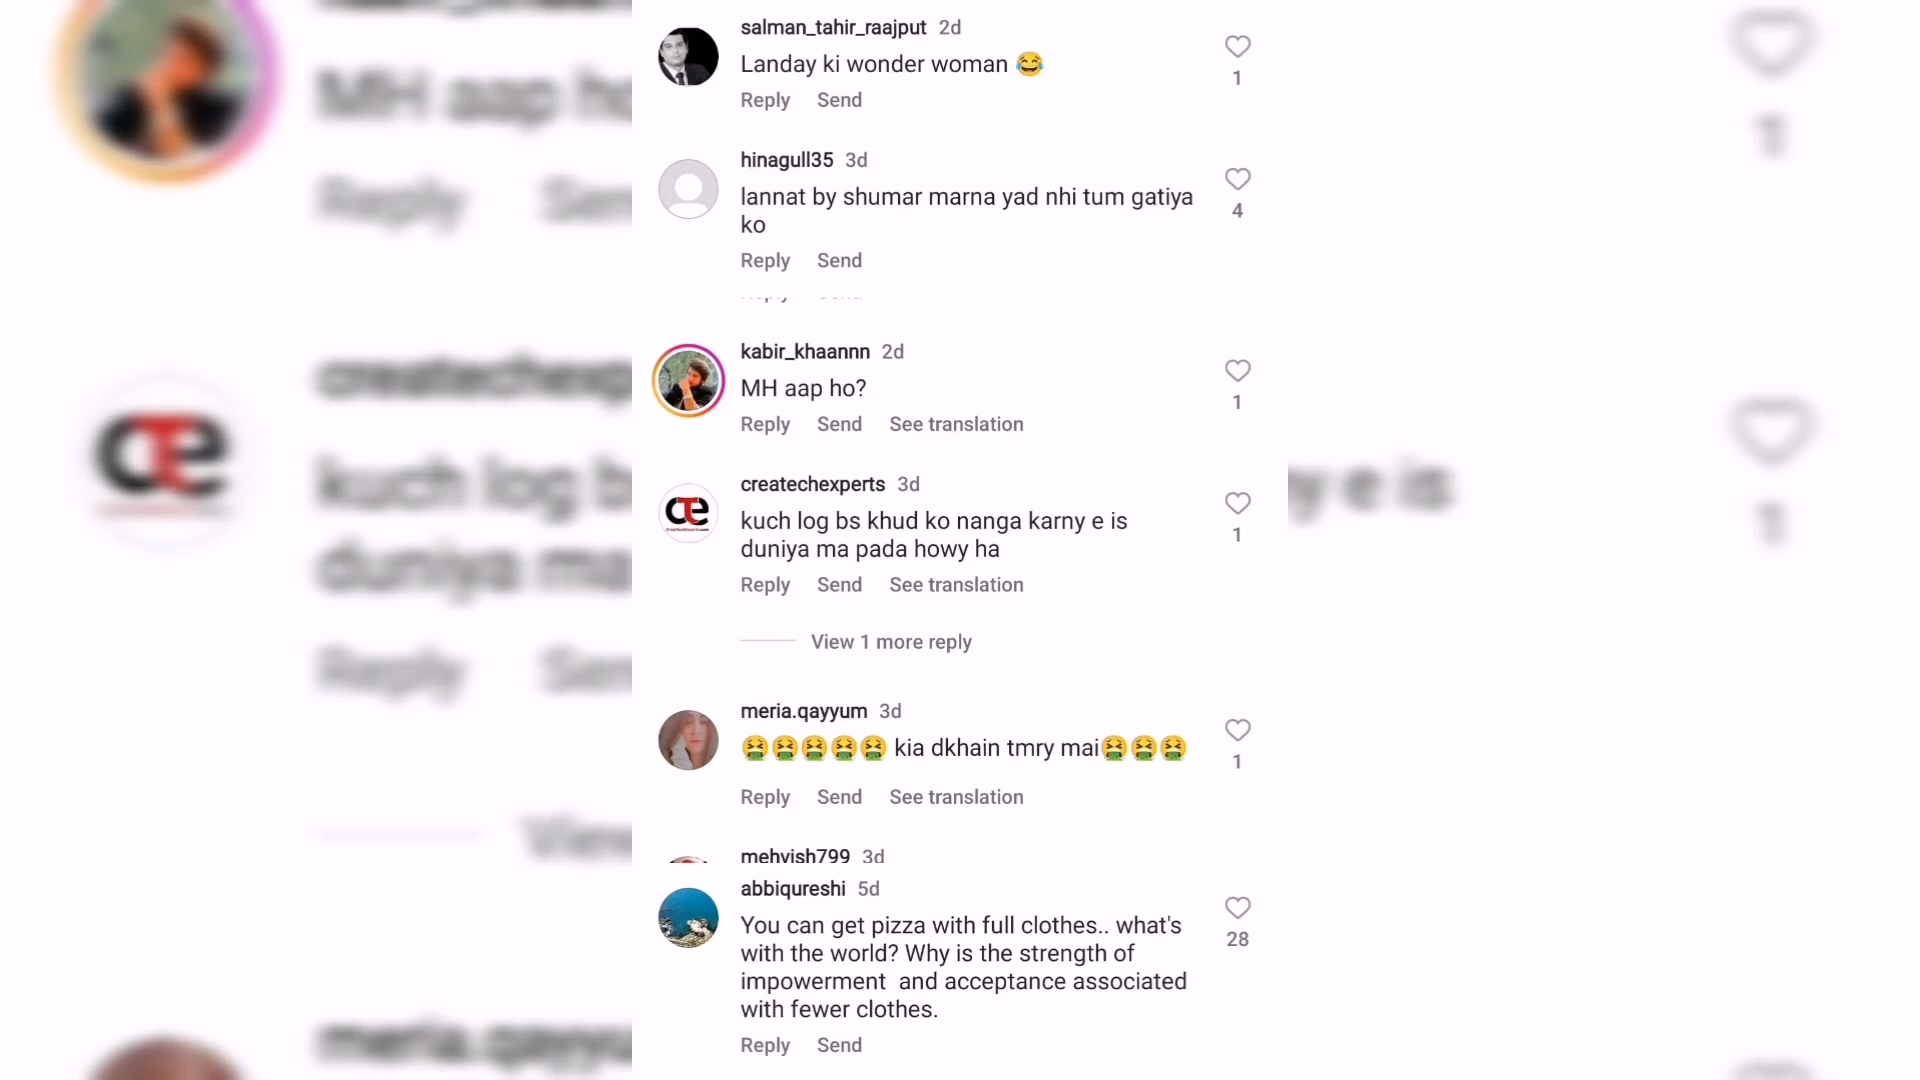 salman_tahir_raajput 2d
Landay ki wonder woman 😂
1
Reply Send
hinagull35 3d
lannat by shumar marna yad nhi tum gatiya
ko
4
Reply Send
kabir_khaannn 2d
MH aap ho?
1
Reply Send See translation
createchexperts 3d
kuch log bs khud ko nanga karny e is
duniya ma pada howy ha
1
Reply Send See translation
View 1 more reply
meria.qayyum 3d
🤮🤮🤮🤮🤮 kia dkhain tmry mai🤮🤮🤮
1
Reply Send See translation
mehvish799 3d
abbiqureshi 5d
You can get pizza with full clothes.. what's
with the world? Why is the strength of
impowerment and acceptance associated
with fewer clothes.
28
Reply Send